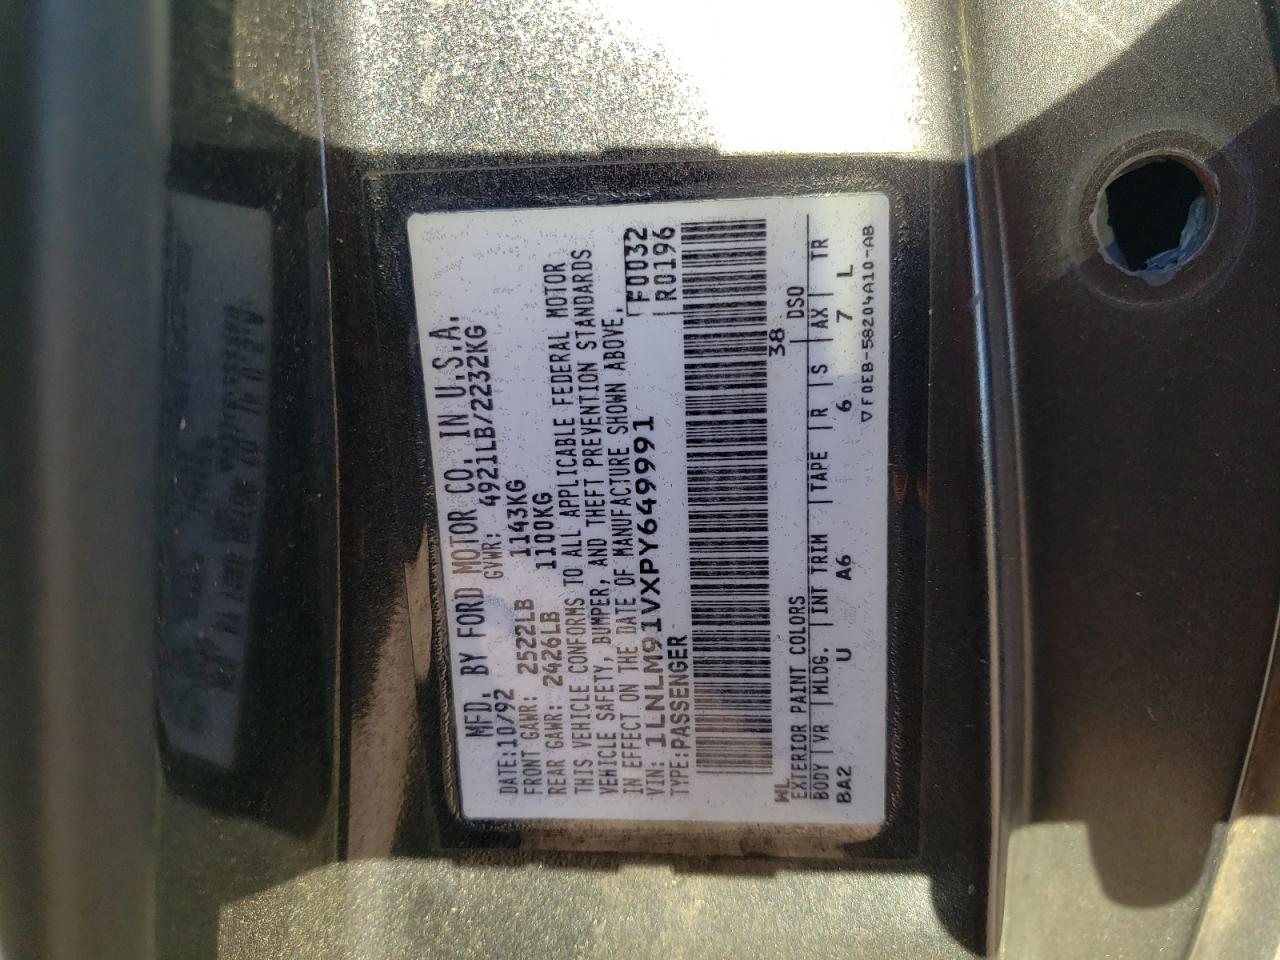 MFD. BY FORD MOTOR CO. IN U.S.A.
DATE:10/92 GVWR: 4921LB/2232KG
FRONT GAWR: 2522LB 1143KG
REAR GAWR: 2426LB 1100KG
THIS VEHICLE CONFORMS TO ALL APPLICABLE FEDERAL MOTOR
VEHICLE SAFETY, BUMPER, AND THEFT PREVENTION STANDARDS
IN EFFECT ON THE DATE OF MANUFACTURE SHOWN ABOVE.
VIN: 1LNLM91VXPY649991 F0032
TYPE:PASSENGER R0196
38
WL DSO
EXTERIOR PAINT COLORS
BODY VR MLDG. INT TRIM TAPE R S AX TR
BA2 U A6 6 7 L
▽F0EB-58204A10-AB